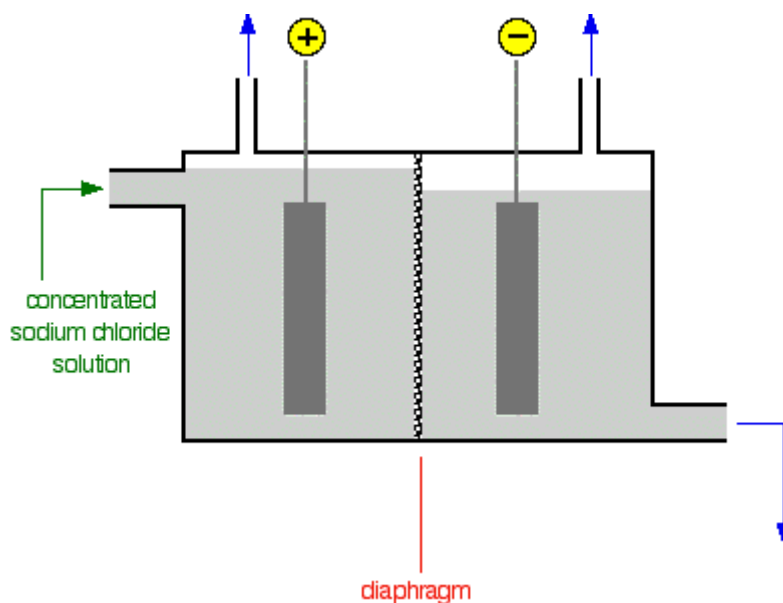 +
−
concentrated
sodium chloride
solution
diaphragm